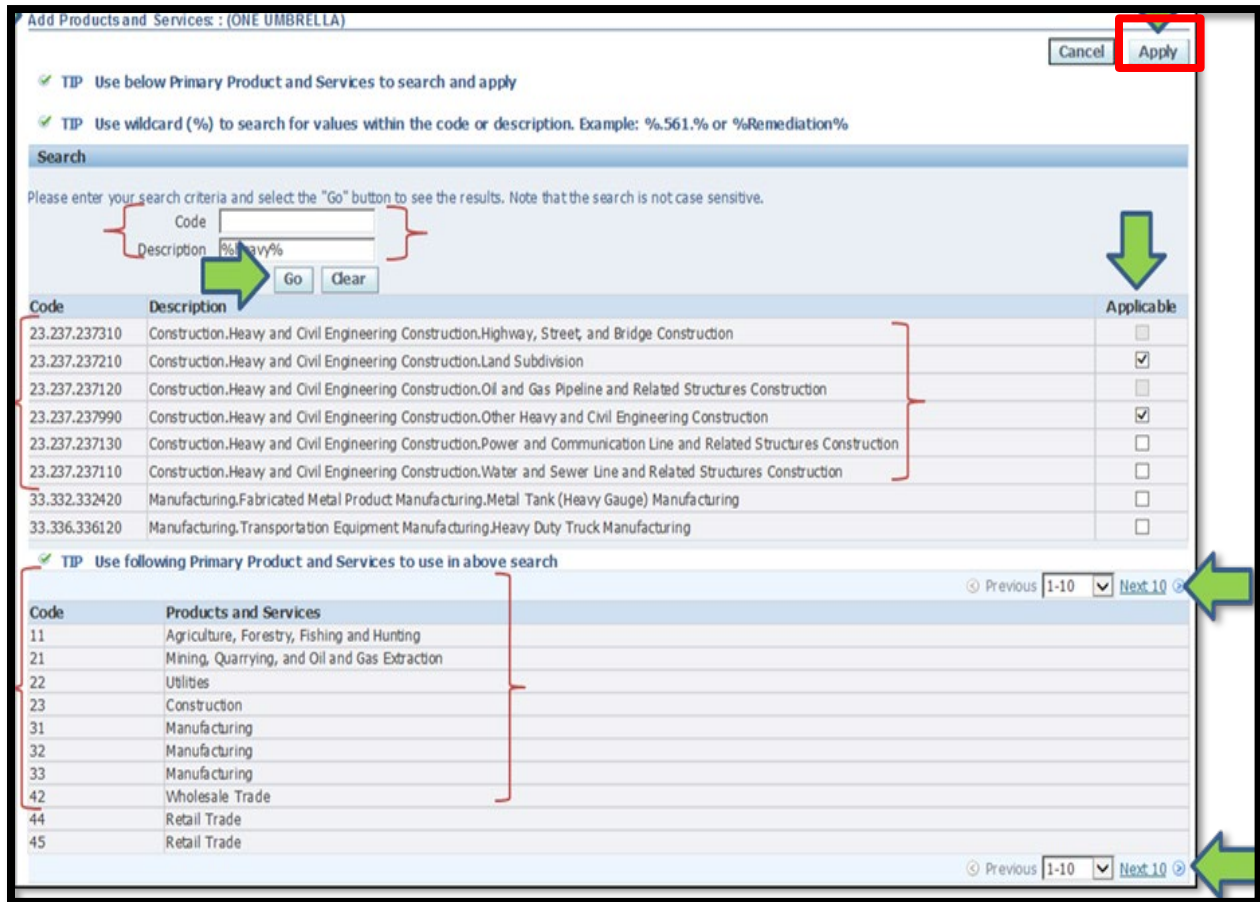 Add Products and Services: : (ONE UMBRELLA)
Cancel Apply
TIP Use below Primary Product and Services to search and apply
TIP Use wildcard (%) to search for values within the code or description. Example: %.561.% or %Remediation%
Search
Please enter your search criteria and select the "Go" button to see the results. Note that the search is not case sensitive.
Code
Description
Go Clear
Code Description Applicable
23.237.237310 Construction.Heavy and Civil Engineering Construction.Highway, Street, and Bridge Construction
23.237.237210 Construction.Heavy and Civil Engineering Construction.Land Subdivision
23.237.237120 Construction.Heavy and Civil Engineering Construction.Oil and Gas Pipeline and Related Structures Construction
23.237.237990 Construction.Heavy and Civil Engineering Construction.Other Heavy and Civil Engineering Construction
23.237.237130 Construction.Heavy and Civil Engineering Construction.Power and Communication Line and Related Structures Construction
23.237.237110 Construction.Heavy and Civil Engineering Construction.Water and Sewer Line and Related Structures Construction
33.332.332420 Manufacturing.Fabricated Metal Product Manufacturing.Metal Tank (Heavy Gauge) Manufacturing
33.336.336120 Manufacturing.Transportation Equipment Manufacturing.Heavy Duty Truck Manufacturing
TIP Use following Primary Product and Services to use in above search
Previous 1-10 Next 10
Code Products and Services
11 Agriculture, Forestry, Fishing and Hunting
21 Mining, Quarrying, and Oil and Gas Extraction
22 Utilities
23 Construction
31 Manufacturing
32 Manufacturing
33 Manufacturing
42 Wholesale Trade
44 Retail Trade
45 Retail Trade
Previous 1-10 Next 10